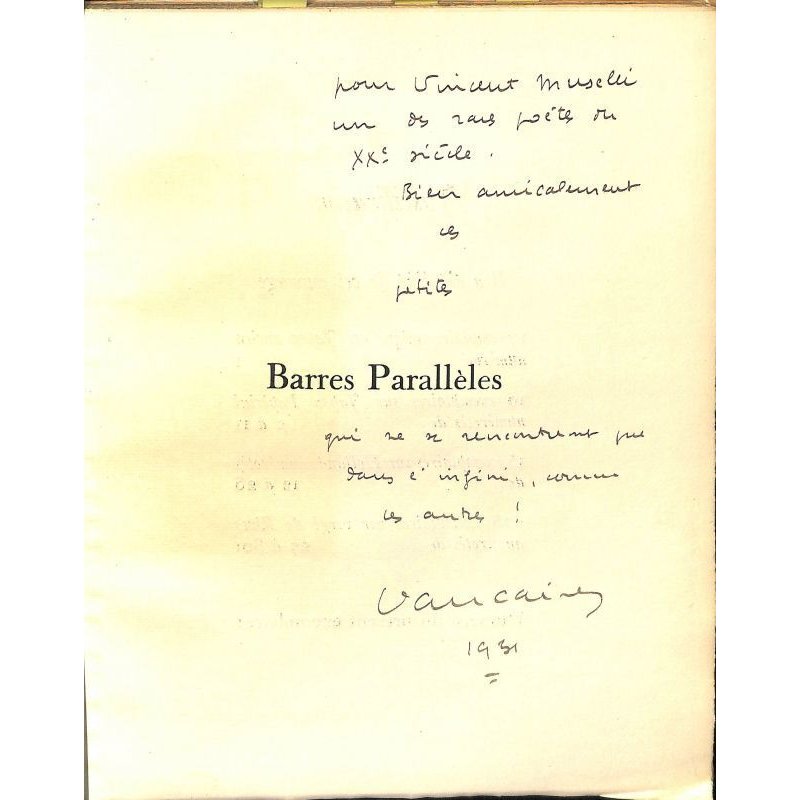 pour Vincent Muselli
un des rares poètes du
XXe siècle.
Bien amicalement
ces
petites
Barres Parallèles
qui ne se rencontrent que
dans l'infini, comme
les autres !
Vaucaire
1931